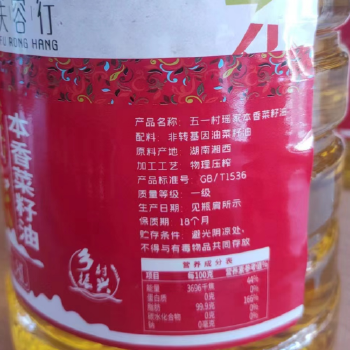 芙蓉行
FU RONG HANG
产品名称：五一村瑶家本香菜籽油
配料：非转基因油菜籽油
原料产地：湖南湘西
加工工艺：物理压榨
产品标准号：GB/T1536
质量等级：一级
生产日期：见瓶肩所示
保质期：18个月
贮存条件：避光阴凉处、
不得与有毒物品共同存放
营养成分表
项目 每100克 营养素参考值%
能量 3696千焦 44%
蛋白质 0克 0%
脂肪 99.9克 166%
碳水化合物 0克 0%
钠 0毫克 0%
本香菜籽油
乡村振兴